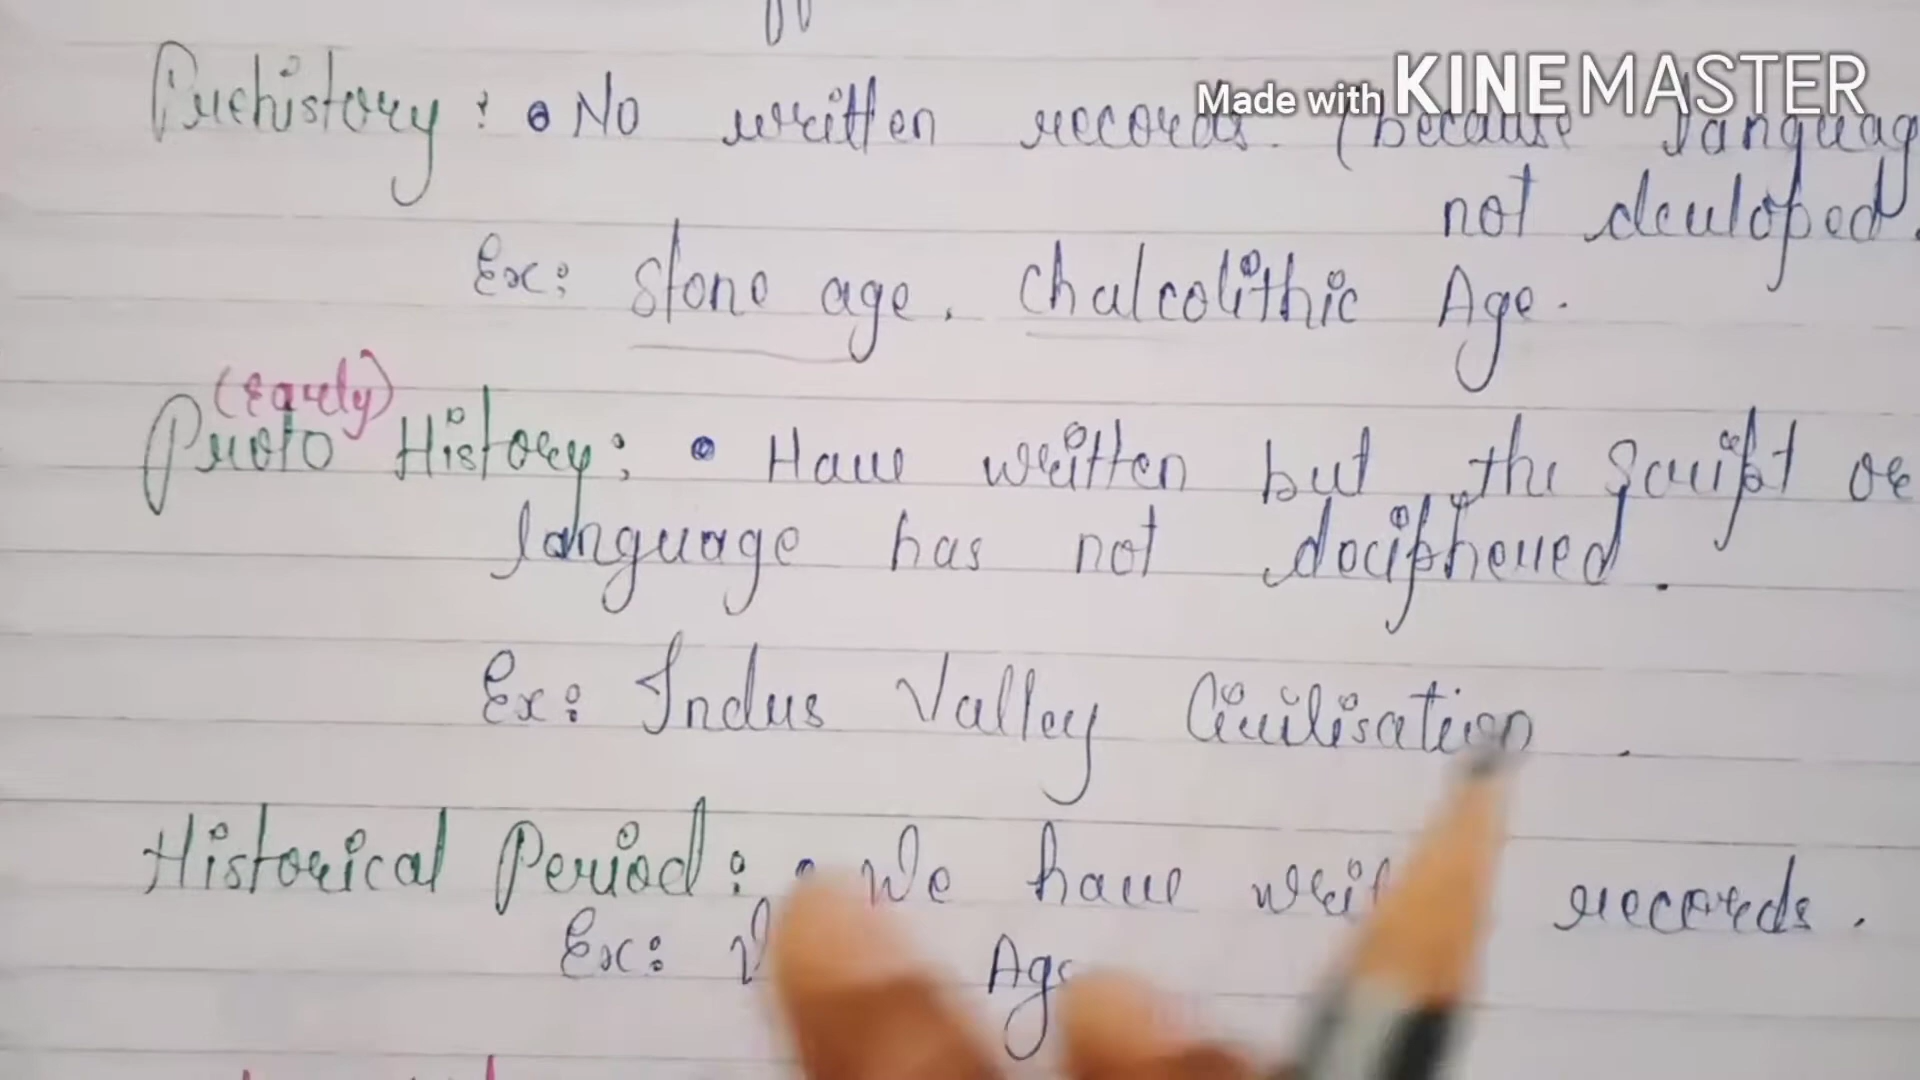 Made with KINEMASTER
Prehistory : • No written records. (because languag
not developed.
Ex: Stone age. Chalcolithic Age.
(Early)
Proto History: • Have written but the Script or
language has not deciphered.
Ex: Indus Valley Civilisation.
Historical Period: • We have records.
Ex: Age